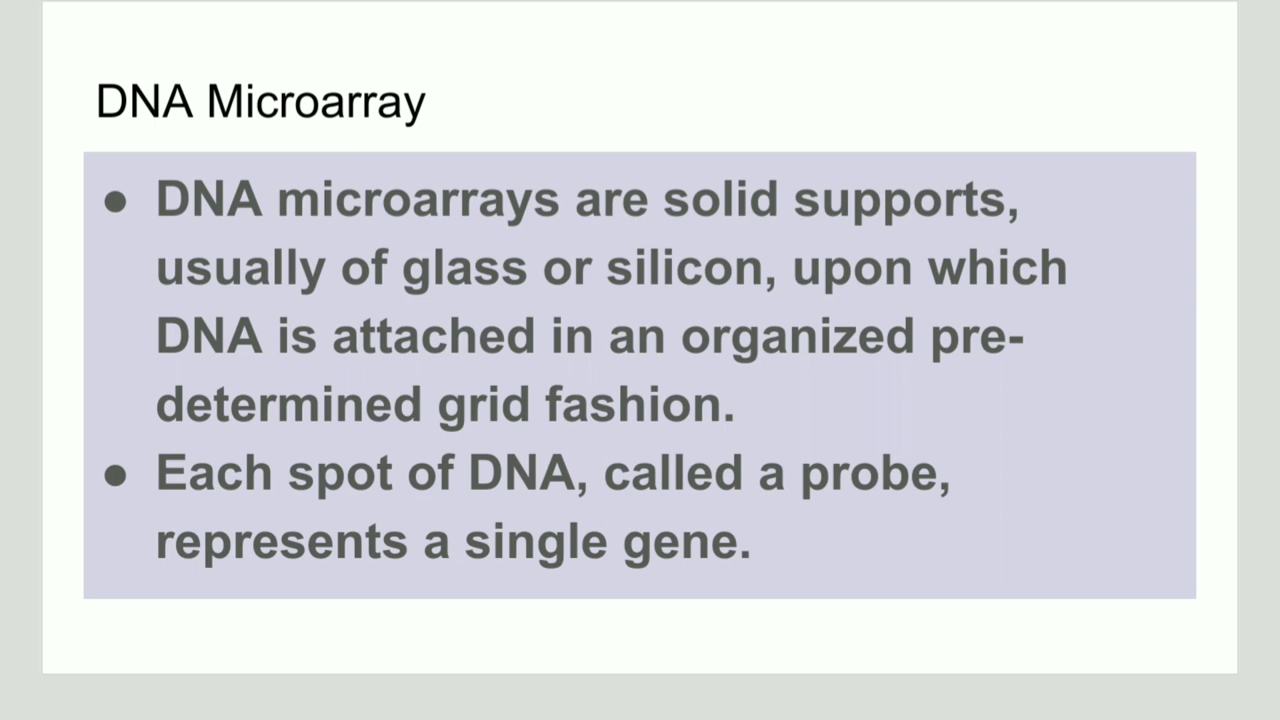 DNA Microarray
● DNA microarrays are solid supports,
usually of glass or silicon, upon which
DNA is attached in an organized pre-
determined grid fashion.
● Each spot of DNA, called a probe,
represents a single gene.